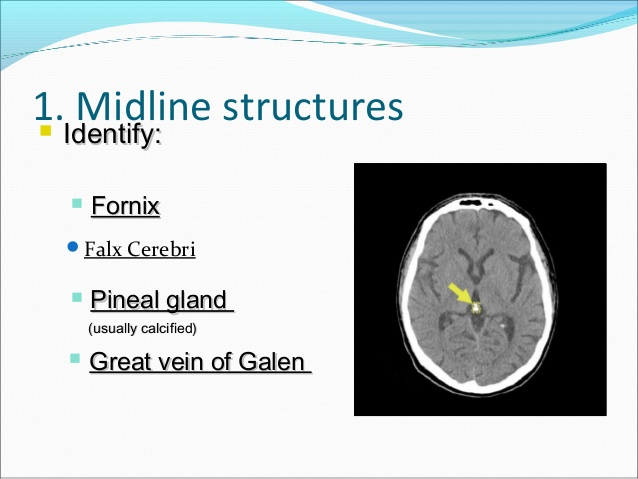 1. Midline structures
Identify:
Fornix
Falx Cerebri
Pineal gland
(usually calcified)
Great vein of Galen